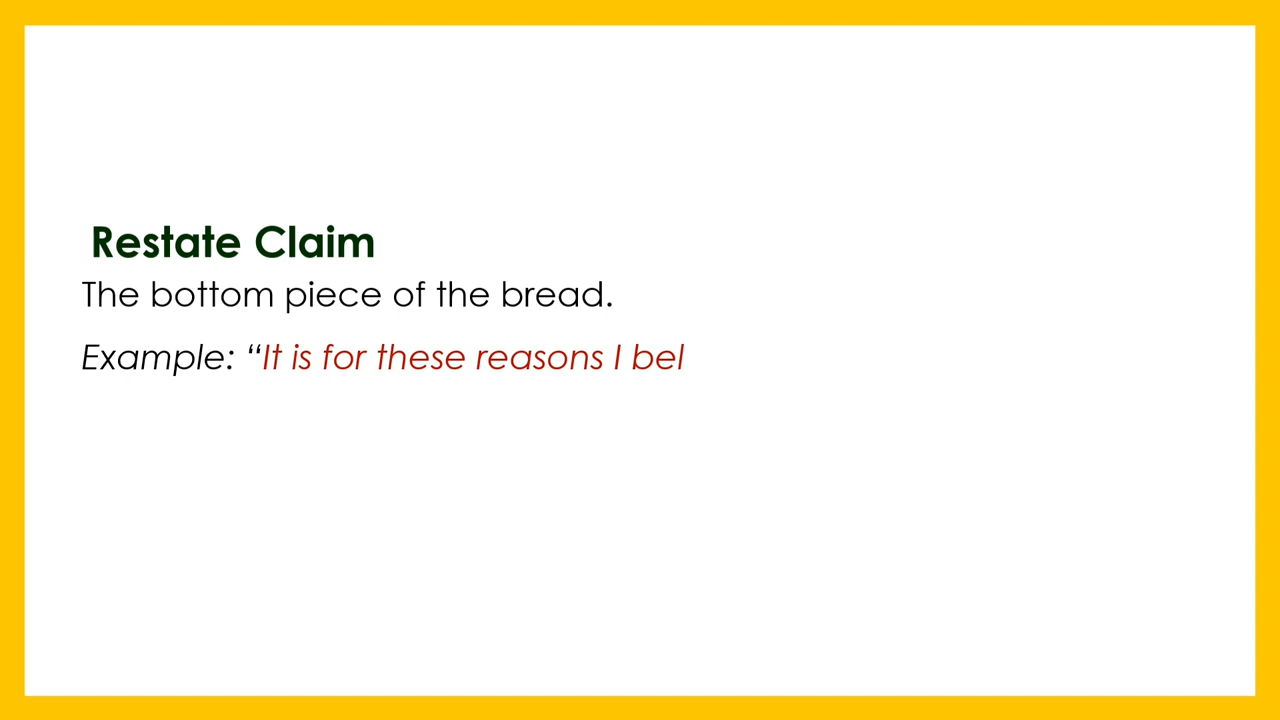 Restate Claim
The bottom piece of the bread.
Example: “It is for these reasons I bel